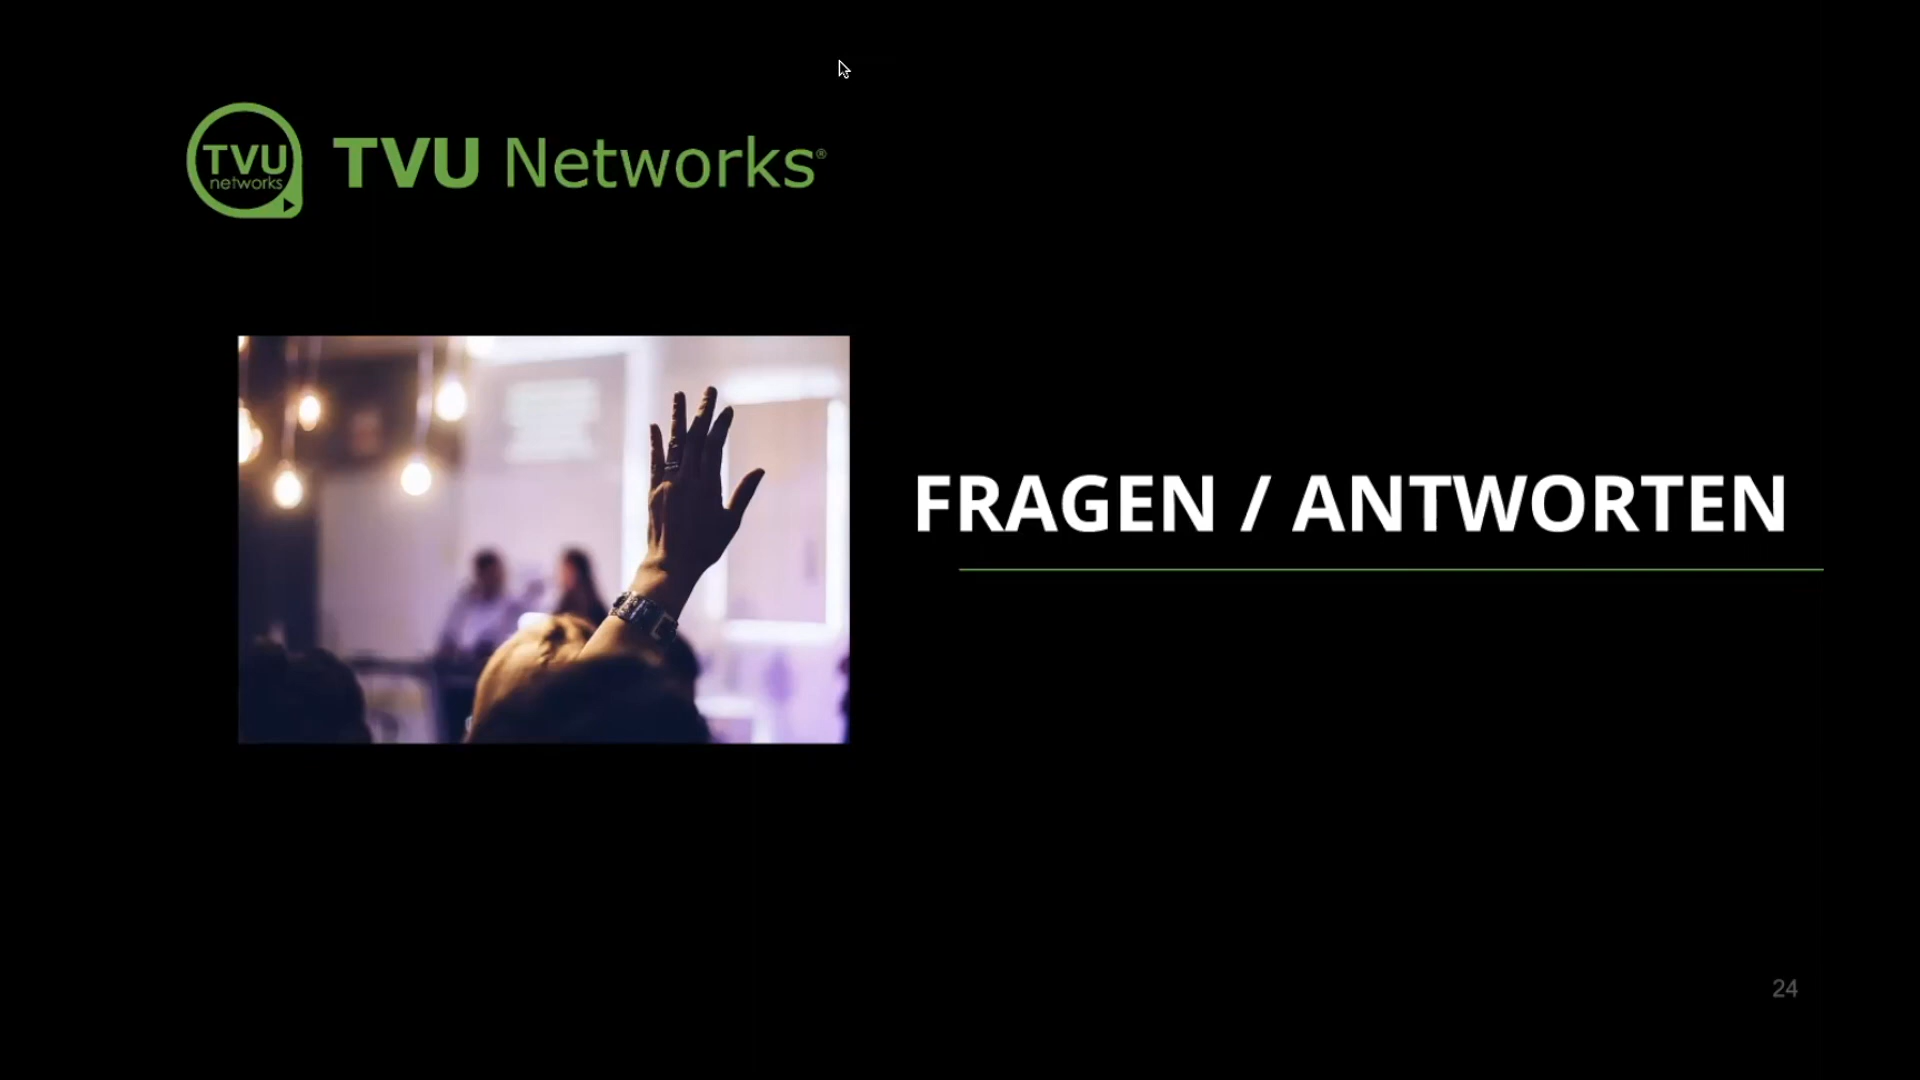 TVU
networks
TVU Networks®
FRAGEN / ANTWORTEN
24